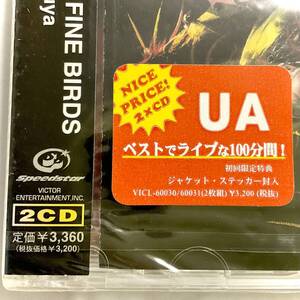 FINE BIRDS
uya
Speedstar
VICTOR
ENTERTAINMENT, INC.
2CD
定価￥3,360
(税抜価格￥3,200)
NICE
PRICE!
2×CD
UA
ベストでライブな100分間！
初回限定特典
ジャケット・ステッカー封入
VICL-60030/60031(2枚組) ￥3,200 (税抜)